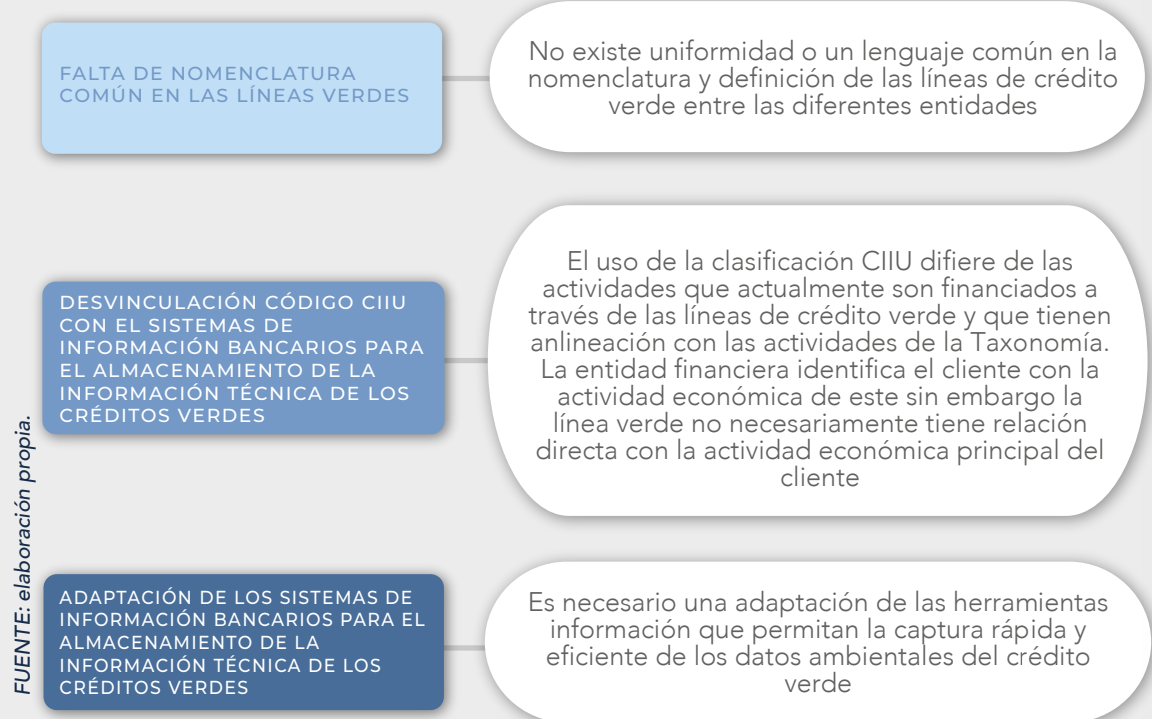 FALTA DE NOMENCLATURA
COMÚN EN LAS LÍNEAS VERDES
No existe uniformidad o un lenguaje común en la
nomenclatura y definición de las líneas de crédito
verde entre las diferentes entidades
DESVINCULACIÓN CÓDIGO CIIU
CON EL SISTEMAS DE
INFORMACIÓN BANCARIOS PARA
EL ALMACENAMIENTO DE LA
INFORMACIÓN TÉCNICA DE LOS
CRÉDITOS VERDES
El uso de la clasificación CIIU difiere de las
actividades que actualmente son financiados a
través de las líneas de crédito verde y que tienen
anlineación con las actividades de la Taxonomía.
La entidad financiera identifica el cliente con la
actividad económica de este sin embargo la
línea verde no necesariamente tiene relación
directa con la actividad económica principal del
cliente
ADAPTACIÓN DE LOS SISTEMAS DE
INFORMACIÓN BANCARIOS PARA EL
ALMACENAMIENTO DE LA
INFORMACIÓN TÉCNICA DE LOS
CRÉDITOS VERDES
Es necesario una adaptación de las herramientas
información que permitan la captura rápida y
eficiente de los datos ambientales del crédito
verde
FUENTE: elaboración propia.